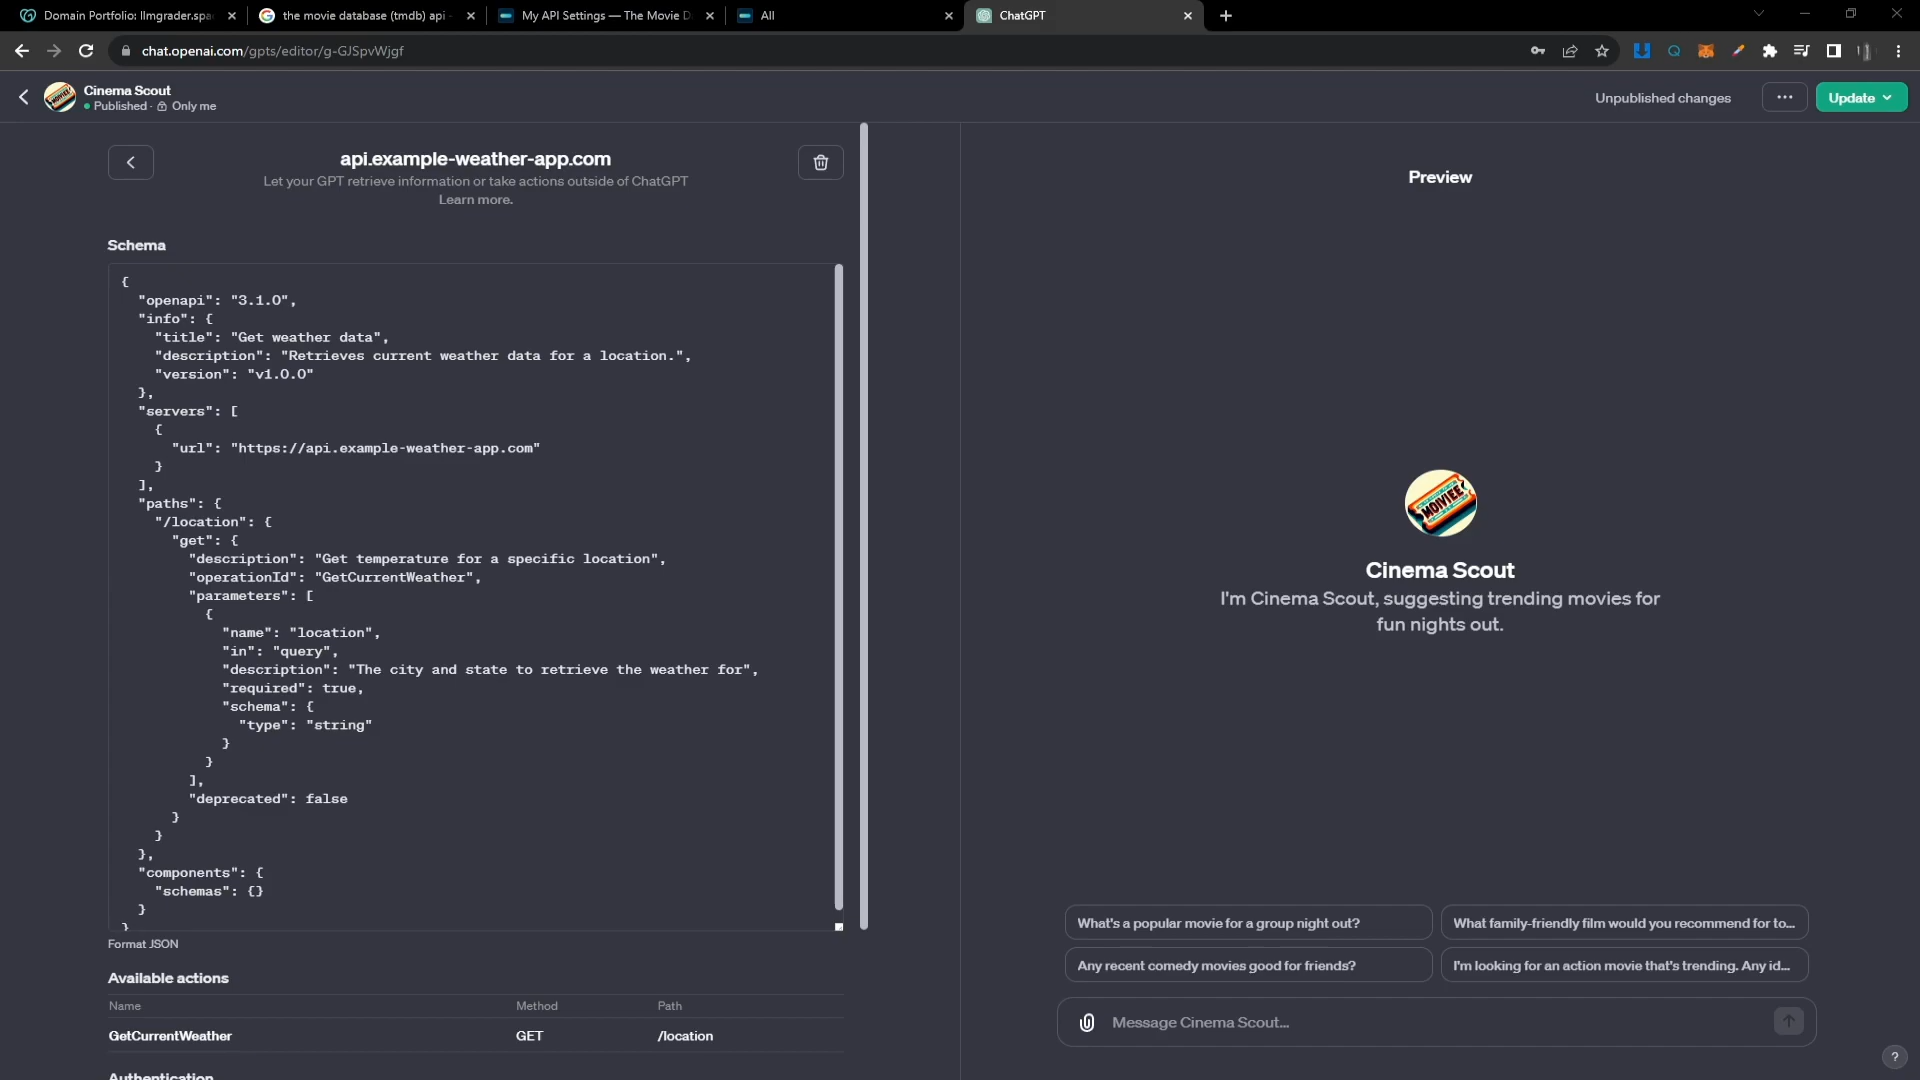 Domain Portfolio: llmgrader.spa
the movie database (tmdb) api
My API Settings — The Movie D
All
ChatGPT
chat.openai.com/gpts/editor/g-GJSpvWjgf
Cinema Scout
Published · Only me
Unpublished changes
Update
api.example-weather-app.com
Let your GPT retrieve information or take actions outside of ChatGPT
Learn more.
Schema
{
"openapi": "3.1.0",
"info": {
"title": "Get weather data",
"description": "Retrieves current weather data for a location.",
"version": "v1.0.0"
},
"servers": [
{
"url": "https://api.example-weather-app.com"
}
],
"paths": {
"/location": {
"get": {
"description": "Get temperature for a specific location",
"operationId": "GetCurrentWeather",
"parameters": [
{
"name": "location",
"in": "query",
"description": "The city and state to retrieve the weather for",
"required": true,
"schema": {
"type": "string"
}
}
],
"deprecated": false
}
}
},
"components": {
"schemas": {}
}
}
Format JSON
Available actions
Name Method Path
GetCurrentWeather GET /location
Authentication
Preview
MOIVIEE
Cinema Scout
I'm Cinema Scout, suggesting trending movies for
fun nights out.
What's a popular movie for a group night out?
What family-friendly film would you recommend for to...
Any recent comedy movies good for friends?
I'm looking for an action movie that's trending. Any id...
Message Cinema Scout...
?